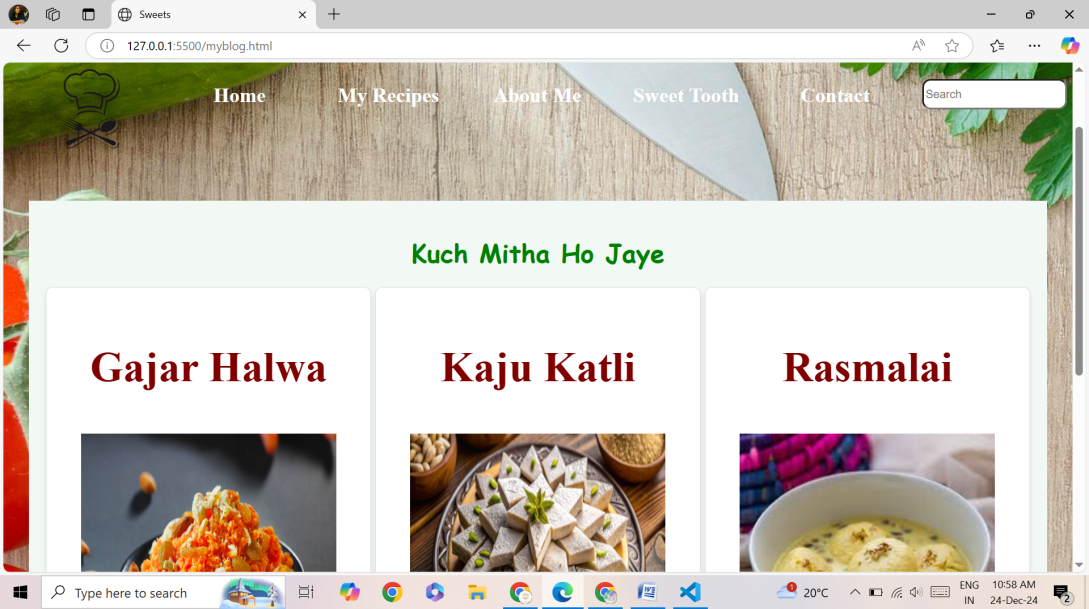 Sweets
127.0.0.1:5500/myblog.html
Home My Recipes About Me Sweet Tooth Contact Search
Kuch Mitha Ho Jaye
Gajar Halwa Kaju Katli Rasmalai
Type here to search 1 20°C ENG 10:58 AM
IN 24-Dec-24 2